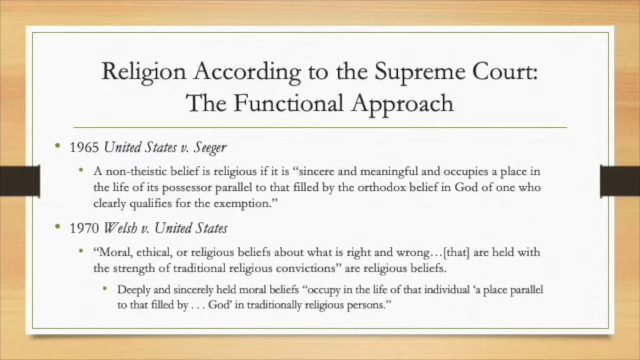 Religion According to the Supreme Court:
The Functional Approach
• 1965 United States v. Seeger
• A non-theistic belief is religious if it is “sincere and meaningful and occupies a place in
the life of its possessor parallel to that filled by the orthodox belief in God of one who
clearly qualifies for the exemption.”
• 1970 Welsh v. United States
• “Moral, ethical, or religious beliefs about what is right and wrong…[that] are held with
the strength of traditional religious convictions” are religious beliefs.
• Deeply and sincerely held moral beliefs “occupy in the life of that individual ‘a place parallel
to that filled by . . . God’ in traditionally religious persons.”